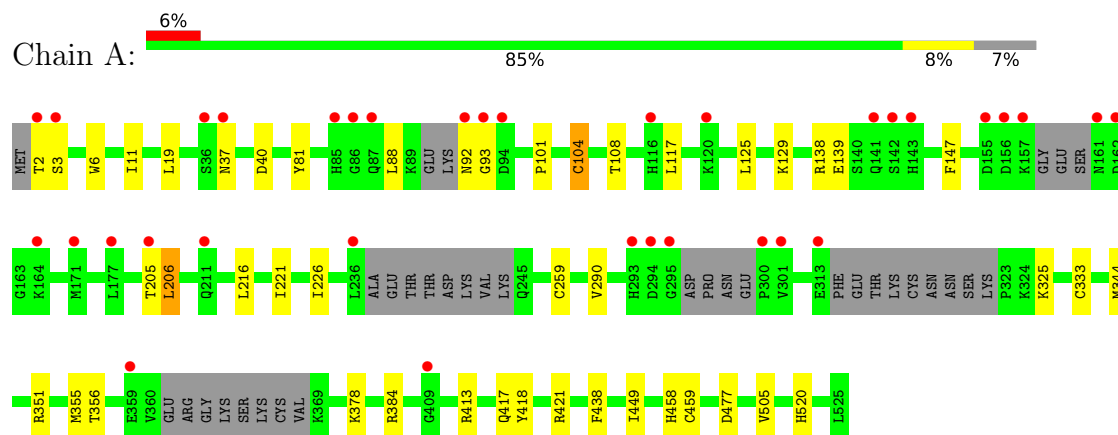 6%
Chain A:
85% 8% 7%
MET T2 S3 W6 I11 L19 S36 N37 D40 Y81 H85 G86 Q87 L88 K89 GLU LYS N92 G93 D94 P101 C104 T108 H116 L117 K120 L125 K129 R138 E139 S140 Q141 S142 H143 F147 D155 D156 K157 GLY GLU SER N161 D162
G163 K164 M171 L177 T205 L206 Q211 L216 I221 I226 L236 ALA GLU THR THR ASP LYS VAL LYS Q245 C259 V290 H293 D294 G295 ASP PRO ASN GLU P300 V301 E313 PHE GLU THR LYS CYS ASN ASN SER LYS P323 K324 K325 C333 M344
R351 M355 T356 E359 V360 GLU ARG GLY LYS SER LYS CYS VAL K369 K378 R384 G409 R413 Q417 Y418 R421 F438 I449 H458 C459 D477 V505 H520 L525